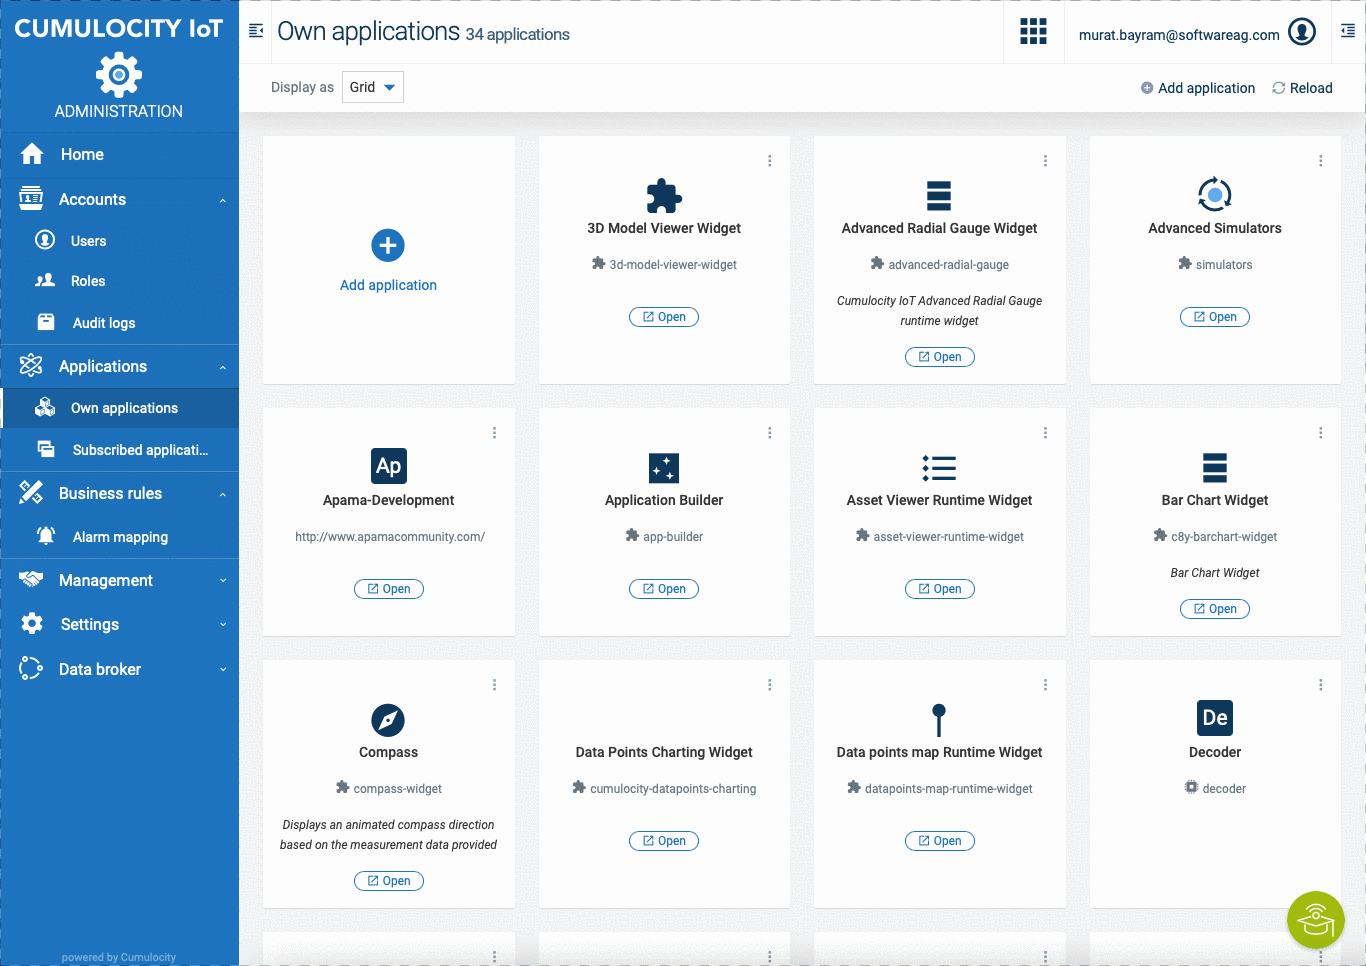 CUMULOCITY IoT
ADMINISTRATION
Home
Accounts
Users
Roles
Audit logs
Applications
Own applications
Subscribed applicati...
Business rules
Alarm mapping
Management
Settings
Data broker
powered by Cumulocity
Own applications 34 applications
murat.bayram@softwareag.com
Display as Grid
Add application
Reload
Add application
3D Model Viewer Widget
3d-model-viewer-widget
Open
Advanced Radial Gauge Widget
advanced-radial-gauge
Cumulocity IoT Advanced Radial Gauge
runtime widget
Open
Advanced Simulators
simulators
Open
Ap
Apama-Development
http://www.apamacommunity.com/
Open
Application Builder
app-builder
Open
Asset Viewer Runtime Widget
asset-viewer-runtime-widget
Open
Bar Chart Widget
c8y-barchart-widget
Bar Chart Widget
Open
Compass
compass-widget
Displays an animated compass direction
based on the measurement data provided
Open
Data Points Charting Widget
cumulocity-datapoints-charting
Open
Data points map Runtime Widget
datapoints-map-runtime-widget
Open
De
Decoder
decoder